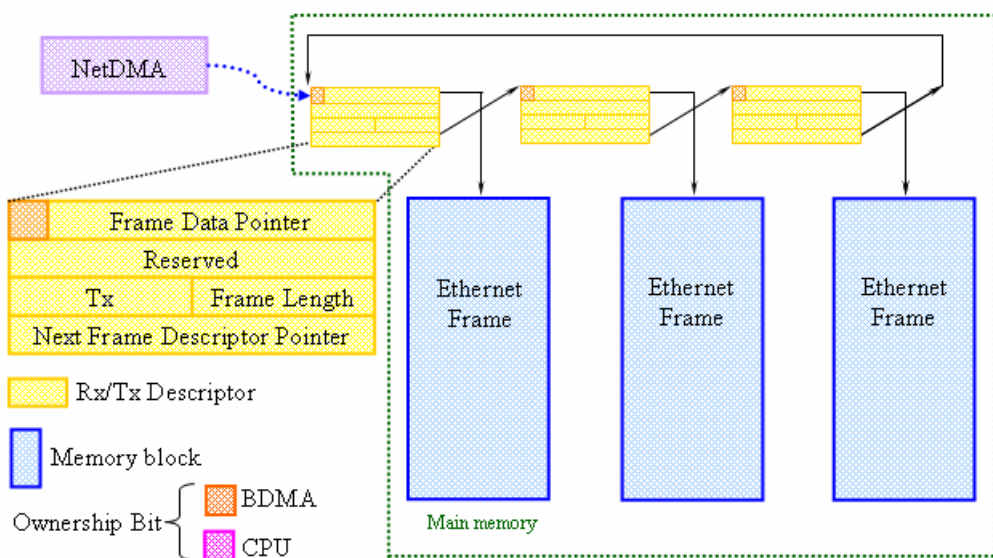 NetDMA
Frame Data Pointer
Reserved
Tx
Frame Length
Next Frame Descriptor Pointer
Ethernet
Frame
Ethernet
Frame
Ethernet
Frame
Rx/Tx Descriptor
Memory block
Ownership Bit
BDMA
CPU
Main memory